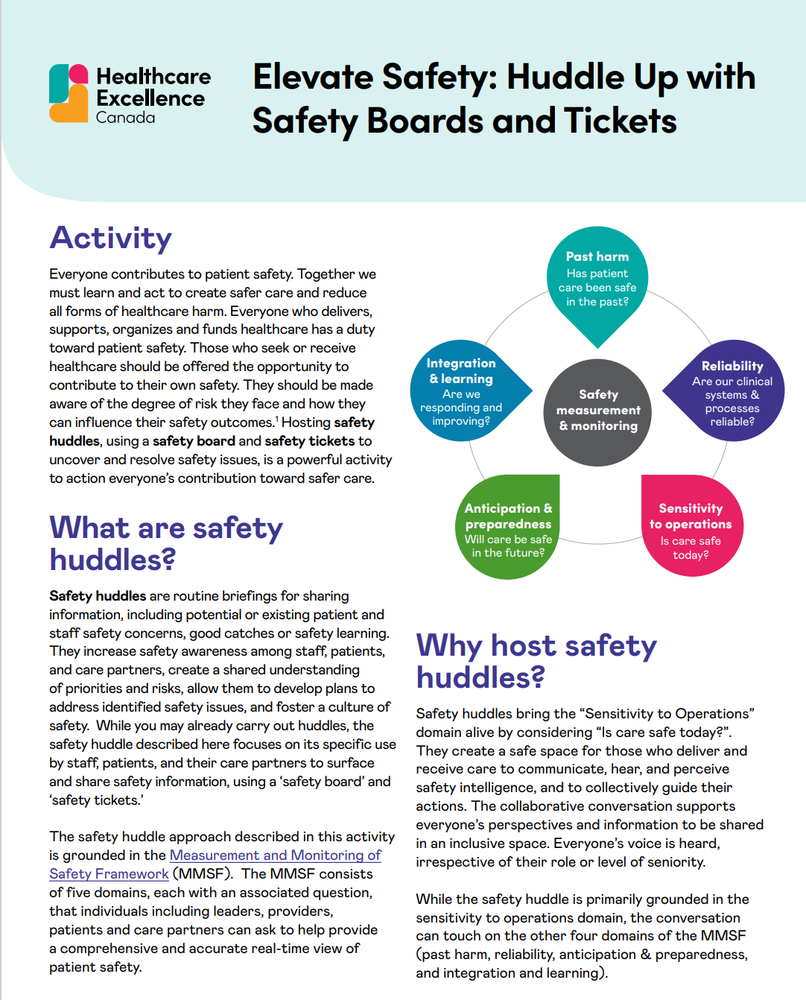 Healthcare
Excellence
Canada
Elevate Safety: Huddle Up with
Safety Boards and Tickets
Activity
Everyone contributes to patient safety. Together we
must learn and act to create safer care and reduce
all forms of healthcare harm. Everyone who delivers,
supports, organizes and funds healthcare has a duty
toward patient safety. Those who seek or receive
healthcare should be offered the opportunity to
contribute to their own safety. They should be made
aware of the degree of risk they face and how they
can influence their safety outcomes.¹ Hosting safety
huddles, using a safety board and safety tickets to
uncover and resolve safety issues, is a powerful activity
to action everyone's contribution toward safer care.
What are safety
huddles?
Safety huddles are routine briefings for sharing
information, including potential or existing patient and
staff safety concerns, good catches or safety learning.
They increase safety awareness among staff, patients,
and care partners, create a shared understanding
of priorities and risks, allow them to develop plans to
address identified safety issues, and foster a culture of
safety.  While you may already carry out huddles, the
safety huddle described here focuses on its specific use
by staff, patients, and their care partners to surface
and share safety information, using a 'safety board' and
'safety tickets.'
The safety huddle approach described in this activity
is grounded in the Measurement and Monitoring of
Safety Framework (MMSF).  The MMSF consists
of five domains, each with an associated question,
that individuals including leaders, providers,
patients and care partners can ask to help provide
a comprehensive and accurate real-time view of
patient safety.
Past harm
Has patient
care been safe
in the past?
Integration
& learning
Are we
responding and
improving?
Safety
measurement
& monitoring
Reliability
Are our clinical
systems &
processes
reliable?
Anticipation &
preparedness
Will care be safe
in the future?
Sensitivity
to operations
Is care safe
today?
Why host safety
huddles?
Safety huddles bring the "Sensitivity to Operations"
domain alive by considering "Is care safe today?".
They create a safe space for those who deliver and
receive care to communicate, hear, and perceive
safety intelligence, and to collectively guide their
actions. The collaborative conversation supports
everyone's perspectives and information to be shared
in an inclusive space. Everyone's voice is heard,
irrespective of their role or level of seniority.
While the safety huddle is primarily grounded in the
sensitivity to operations domain, the conversation
can touch on the other four domains of the MMSF
(past harm, reliability, anticipation & preparedness,
and integration and learning).